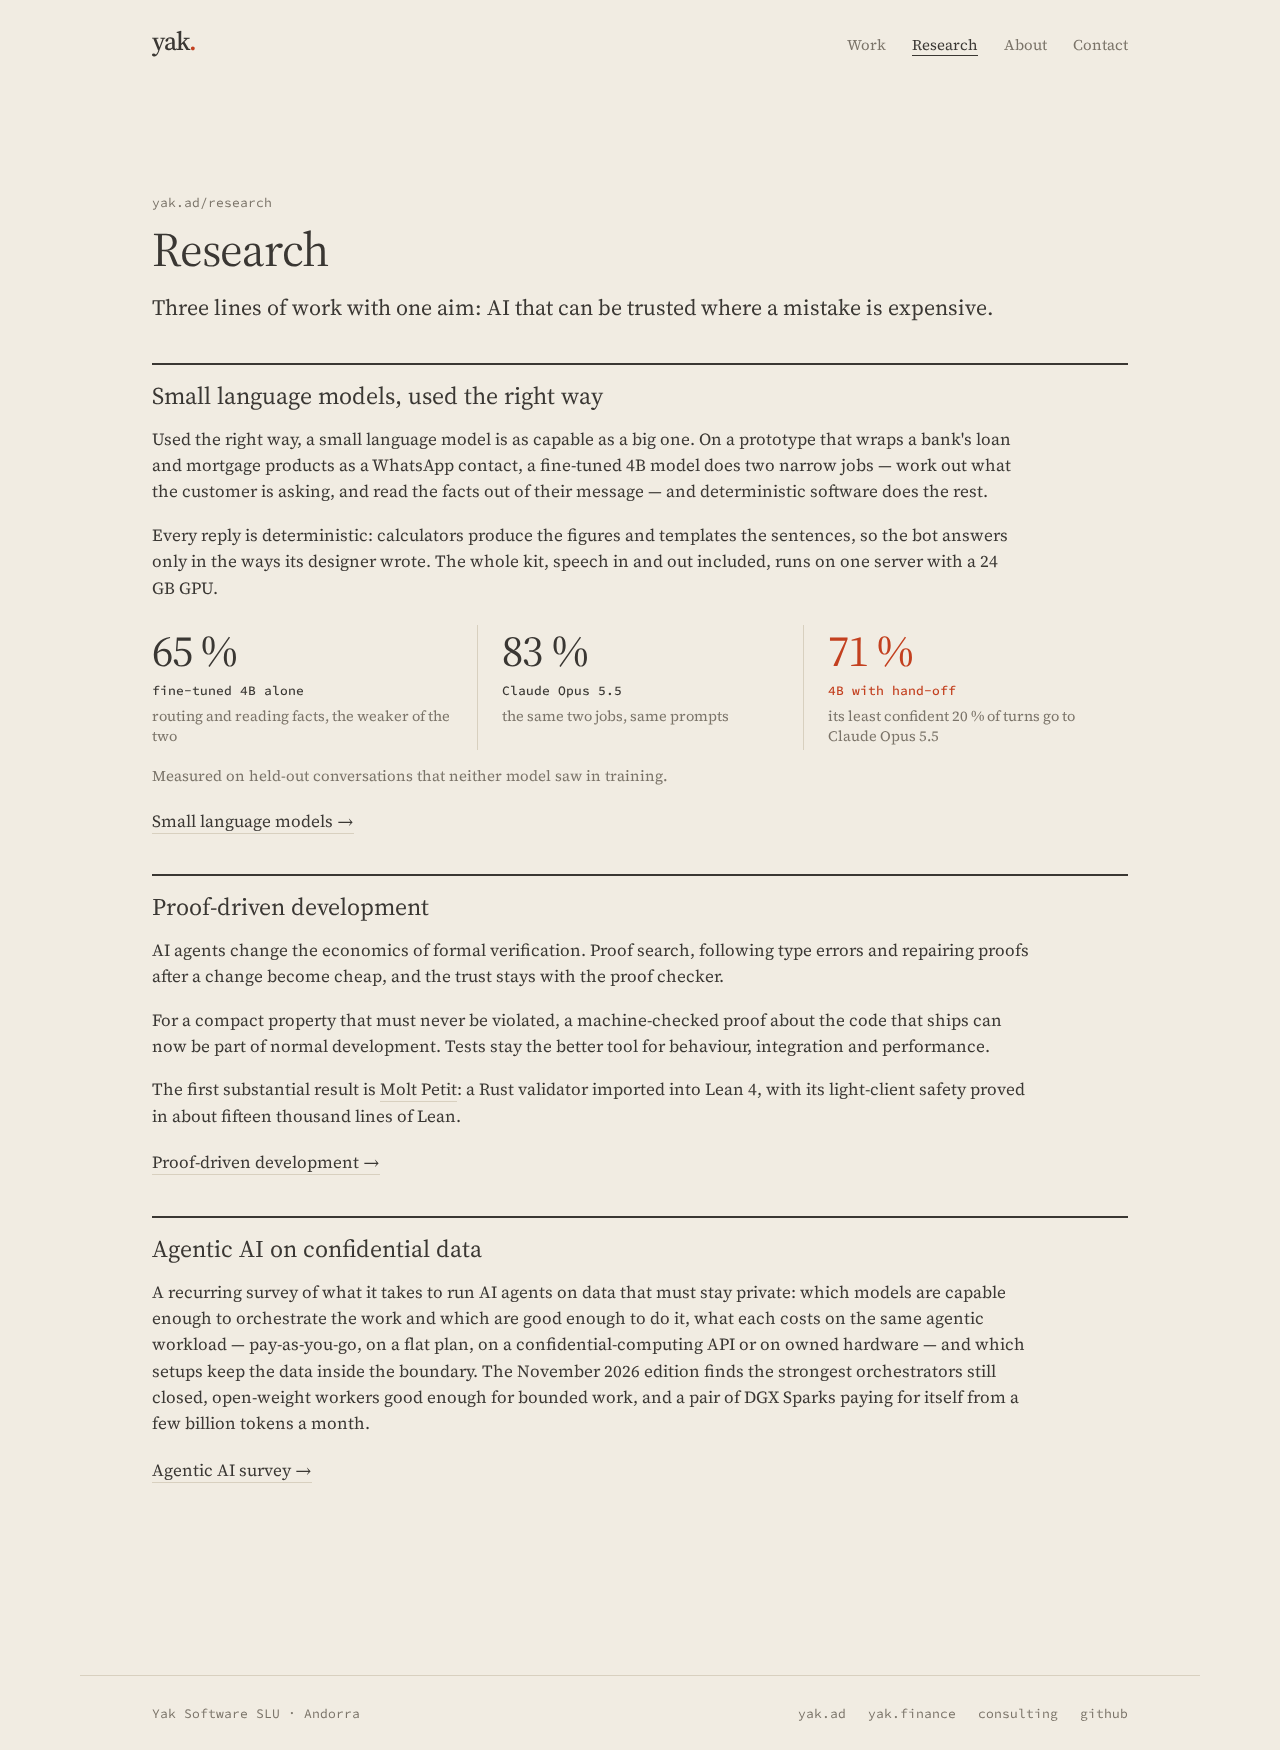 yak.
Work Research About Contact
yak.ad/research
Research
Three lines of work with one aim: AI that can be trusted where a mistake is expensive.
Small language models, used the right way
Used the right way, a small language model is as capable as a big one. On a prototype that wraps a bank's loan
and mortgage products as a WhatsApp contact, a fine-tuned 4B model does two narrow jobs — work out what
the customer is asking, and read the facts out of their message — and deterministic software does the rest.
Every reply is deterministic: calculators produce the figures and templates the sentences, so the bot answers
only in the ways its designer wrote. The whole kit, speech in and out included, runs on one server with a 24
GB GPU.
65 %
fine-tuned 4B alone
routing and reading facts, the weaker of the
two
83 %
Claude Opus 5.5
the same two jobs, same prompts
71 %
4B with hand-off
its least confident 20 % of turns go to
Claude Opus 5.5
Measured on held-out conversations that neither model saw in training.
Small language models →
Proof-driven development
AI agents change the economics of formal verification. Proof search, following type errors and repairing proofs
after a change become cheap, and the trust stays with the proof checker.
For a compact property that must never be violated, a machine-checked proof about the code that ships can
now be part of normal development. Tests stay the better tool for behaviour, integration and performance.
The first substantial result is Molt Petit: a Rust validator imported into Lean 4, with its light-client safety proved
in about fifteen thousand lines of Lean.
Proof-driven development →
Agentic AI on confidential data
A recurring survey of what it takes to run AI agents on data that must stay private: which models are capable
enough to orchestrate the work and which are good enough to do it, what each costs on the same agentic
workload — pay-as-you-go, on a flat plan, on a confidential-computing API or on owned hardware — and which
setups keep the data inside the boundary. The November 2026 edition finds the strongest orchestrators still
closed, open-weight workers good enough for bounded work, and a pair of DGX Sparks paying for itself from a
few billion tokens a month.
Agentic AI survey →
Yak Software SLU · Andorra
yak.ad yak.finance consulting github